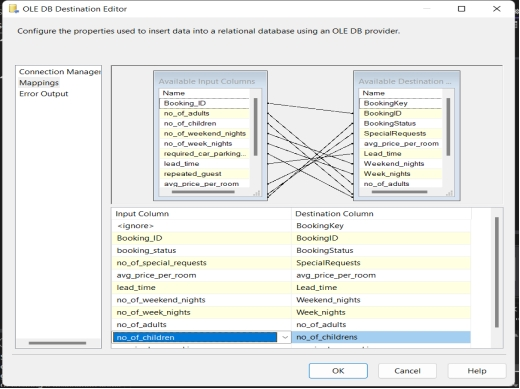 OLE DB Destination Editor
Configure the properties used to insert data into a relational database using an OLE DB provider.
Connection Manager
Mappings
Error Output
Available Input Columns
Name
Booking_ID
no_of_adults
no_of_children
no_of_weekend_nights
no_of_week_nights
required_car_parking...
lead_time
repeated_guest
avg_price_per_room
Available Destination ...
Name
BookingKey
BookingID
BookingStatus
SpecialRequests
avg_price_per_room
Lead_time
Weekend_nights
Week_nights
no_of_adults
Input Column Destination Column
<ignore> BookingKey
Booking_ID BookingID
booking_status BookingStatus
no_of_special_requests SpecialRequests
avg_price_per_room avg_price_per_room
lead_time Lead_time
no_of_weekend_nights Weekend_nights
no_of_week_nights Week_nights
no_of_adults no_of_adults
no_of_children no_of_childrens
OK Cancel Help